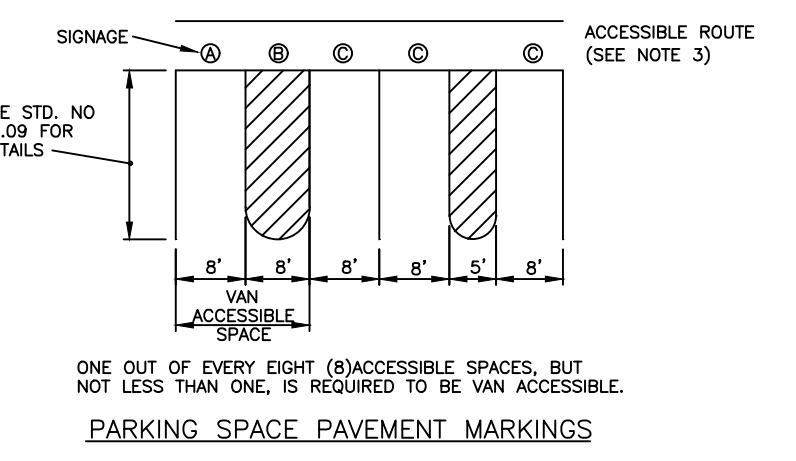 SIGNAGE
A B C C C
ACCESSIBLE ROUTE
(SEE NOTE 3)
E STD. NO
.09 FOR
TAILS
8' 8' 8' 8' 5' 8'
VAN
ACCESSIBLE
SPACE
ONE OUT OF EVERY EIGHT (8)ACCESSIBLE SPACES, BUT
NOT LESS THAN ONE, IS REQUIRED TO BE VAN ACCESSIBLE.
PARKING SPACE PAVEMENT MARKINGS